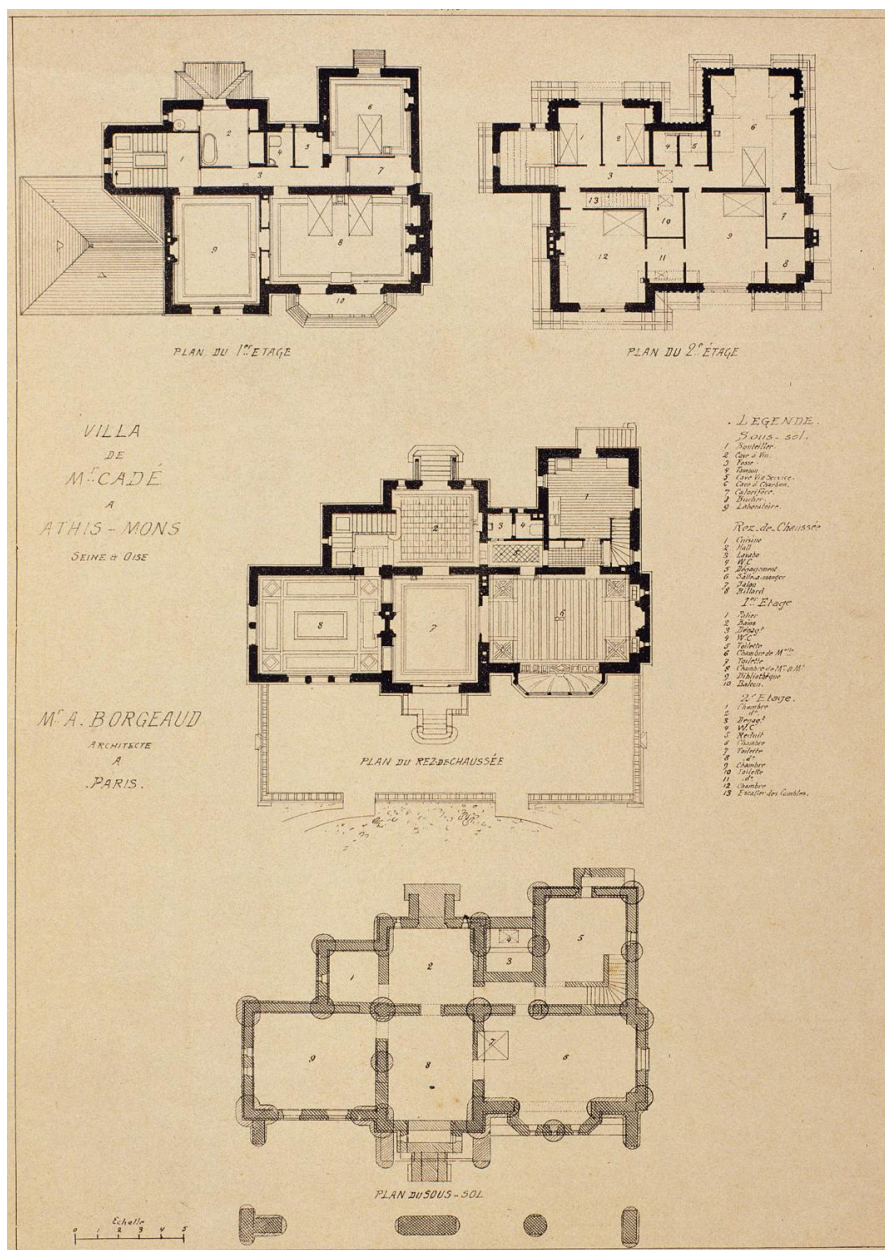 PLAN DU 1er ETAGE
PLAN DU 2e ÉTAGE
VILLA
DE
Mr CADÉ
A
ATHIS-MONS
SEINE & OISE
Mr A. BORGEAUD
ARCHITECTE
A
PARIS.
LEGENDE.
Sous-sol.
1 Bouteiller.
2 Cave à Vin.
3 Fosse.
4 Tampon
5 Cave Vin Service.
6 Cave à Charbon.
7 Calorifère.
8 Bucher.
9 Laboratoire.
Rez-de-Chaussée
1 Cuisine
2 Hall
3 Lavabo
4 W.C
5 Dégagement
6 Salle à manger
7 Salon
8 Billard
1er Etage
1 Palier
2 Bains
3 Dégagt
4 W.C
5 Toilette
6 Chambre de Mlle
7 Toilette
8 Chambre de Mr & Me
9 Bibliothèque
10 Balcon.
2e Etage.
1 Chambre
2 do
3 Dégagt
4 W.C.
5 Réduit
6 Chambre
7 Toilette
8 do
9 Chambre
10 Toilette
11 do
12 Chambre
13 Escalier des Combles.
PLAN DU REZ-DE-CHAUSSÉE
PLAN DU SOUS-SOL
Echelle
0 1 2 3 4 5